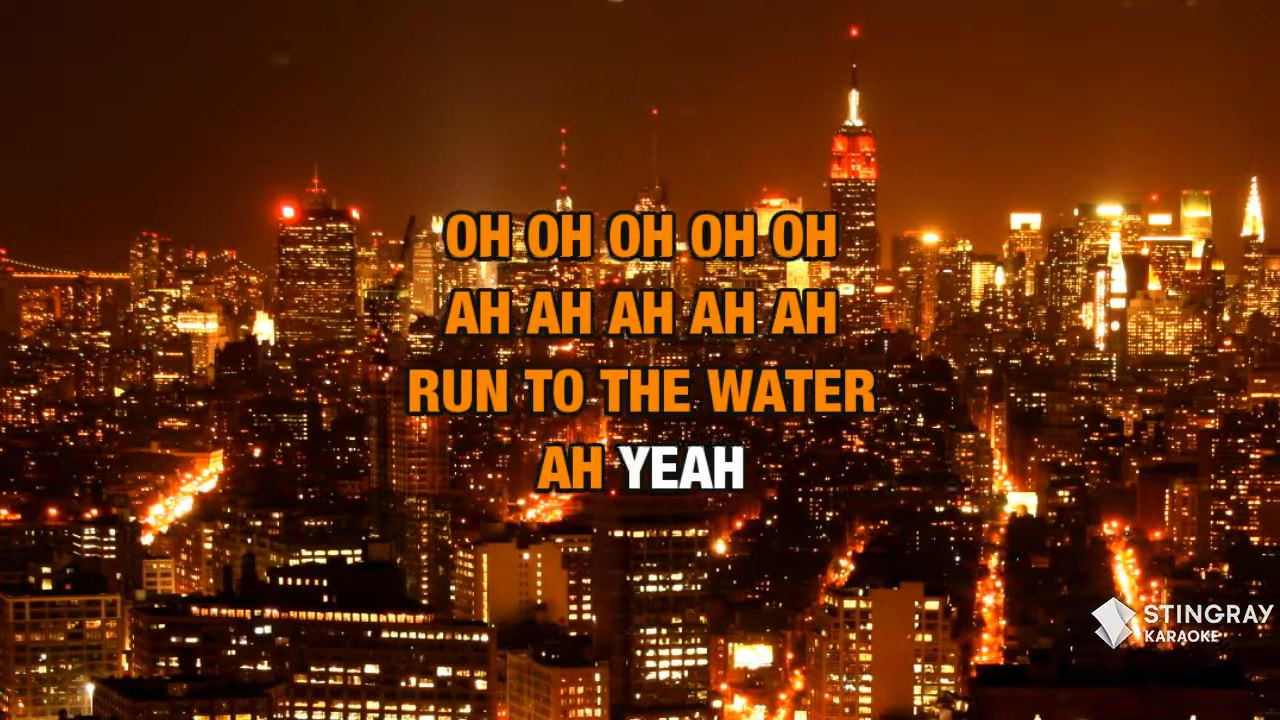 OH OH OH OH OH
AH AH AH AH AH
RUN TO THE WATER
AH YEAH
STINGRAY
KARAOKE